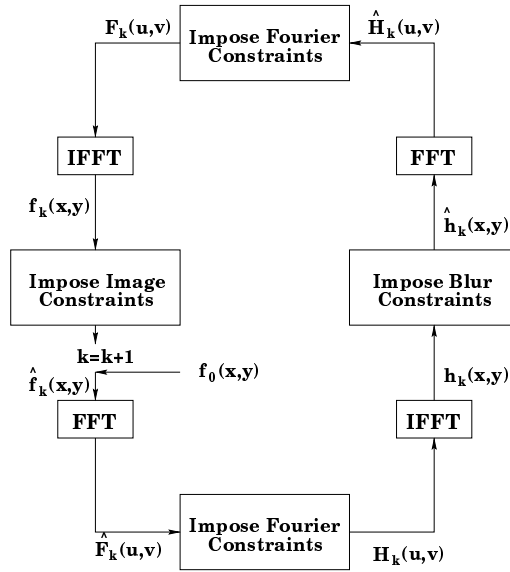 F_k(u,v)
Impose Fourier
Constraints
Ĥ_k(u,v)
IFFT
FFT
f_k(x,y)
ĥ_k(x,y)
Impose Image
Constraints
Impose Blur
Constraints
k=k+1
f̂_k(x,y)
f_0(x,y)
h_k(x,y)
FFT
IFFT
F̂_k(u,v)
Impose Fourier
Constraints
H_k(u,v)